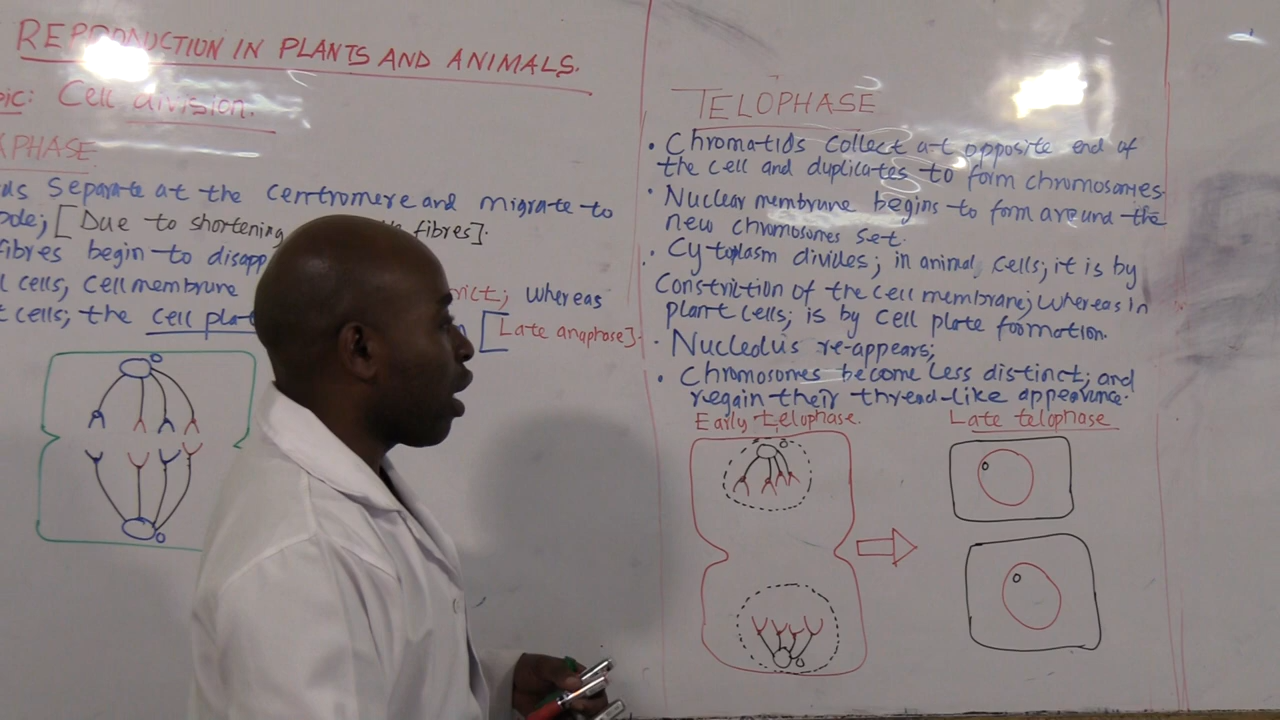 REPRODUCTION IN PLANTS AND ANIMALS.
pic: Cell division.
APHASE
ds Separate at the centromere and migrate to
ode; [Due to shortening fibres].
fibres begin to disapp
l cells, cell membrane rict; whereas
t cells; the cell plat [Late anaphase].
TELOPHASE
• Chromatids collect at opposite end of
the cell and duplicates to form chromosomes.
• Nuclear membrane begins to form around the
new chromosomes set.
• Cytoplasm divides; in animal cells; it is by
Constriction of the cell membrane; whereas in
plant cells; is by cell plate formation.
• Nucleolus re-appears;
• Chromosomes become less distinct; and
regain their thread-like appearance.
Early telophase. Late telophase